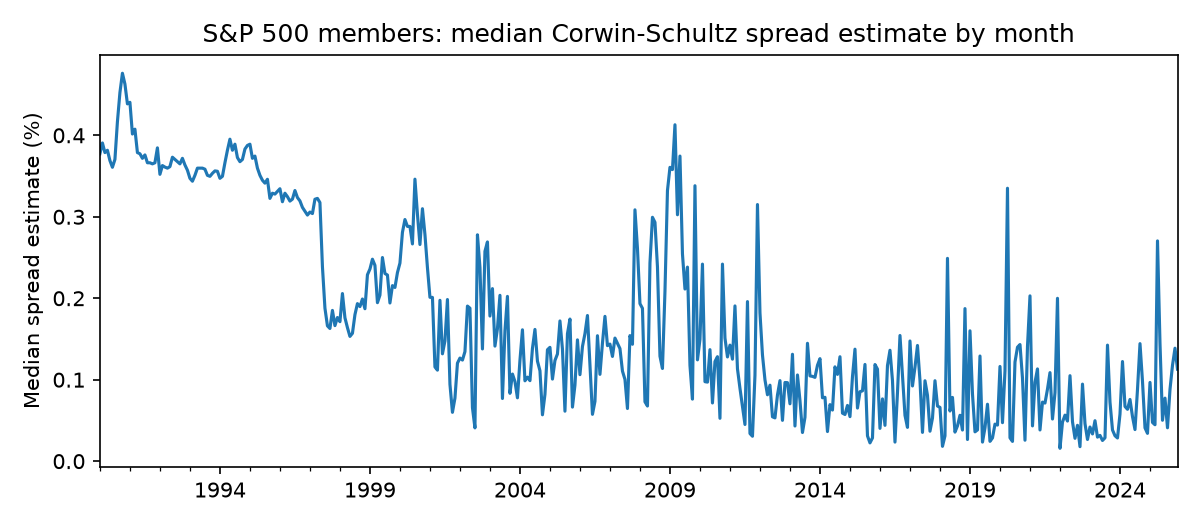 S&P 500 members: median Corwin-Schultz spread estimate by month
Median spread estimate (%)
0.4
0.3
0.2
0.1
0.0
1994 1999 2004 2009 2014 2019 2024